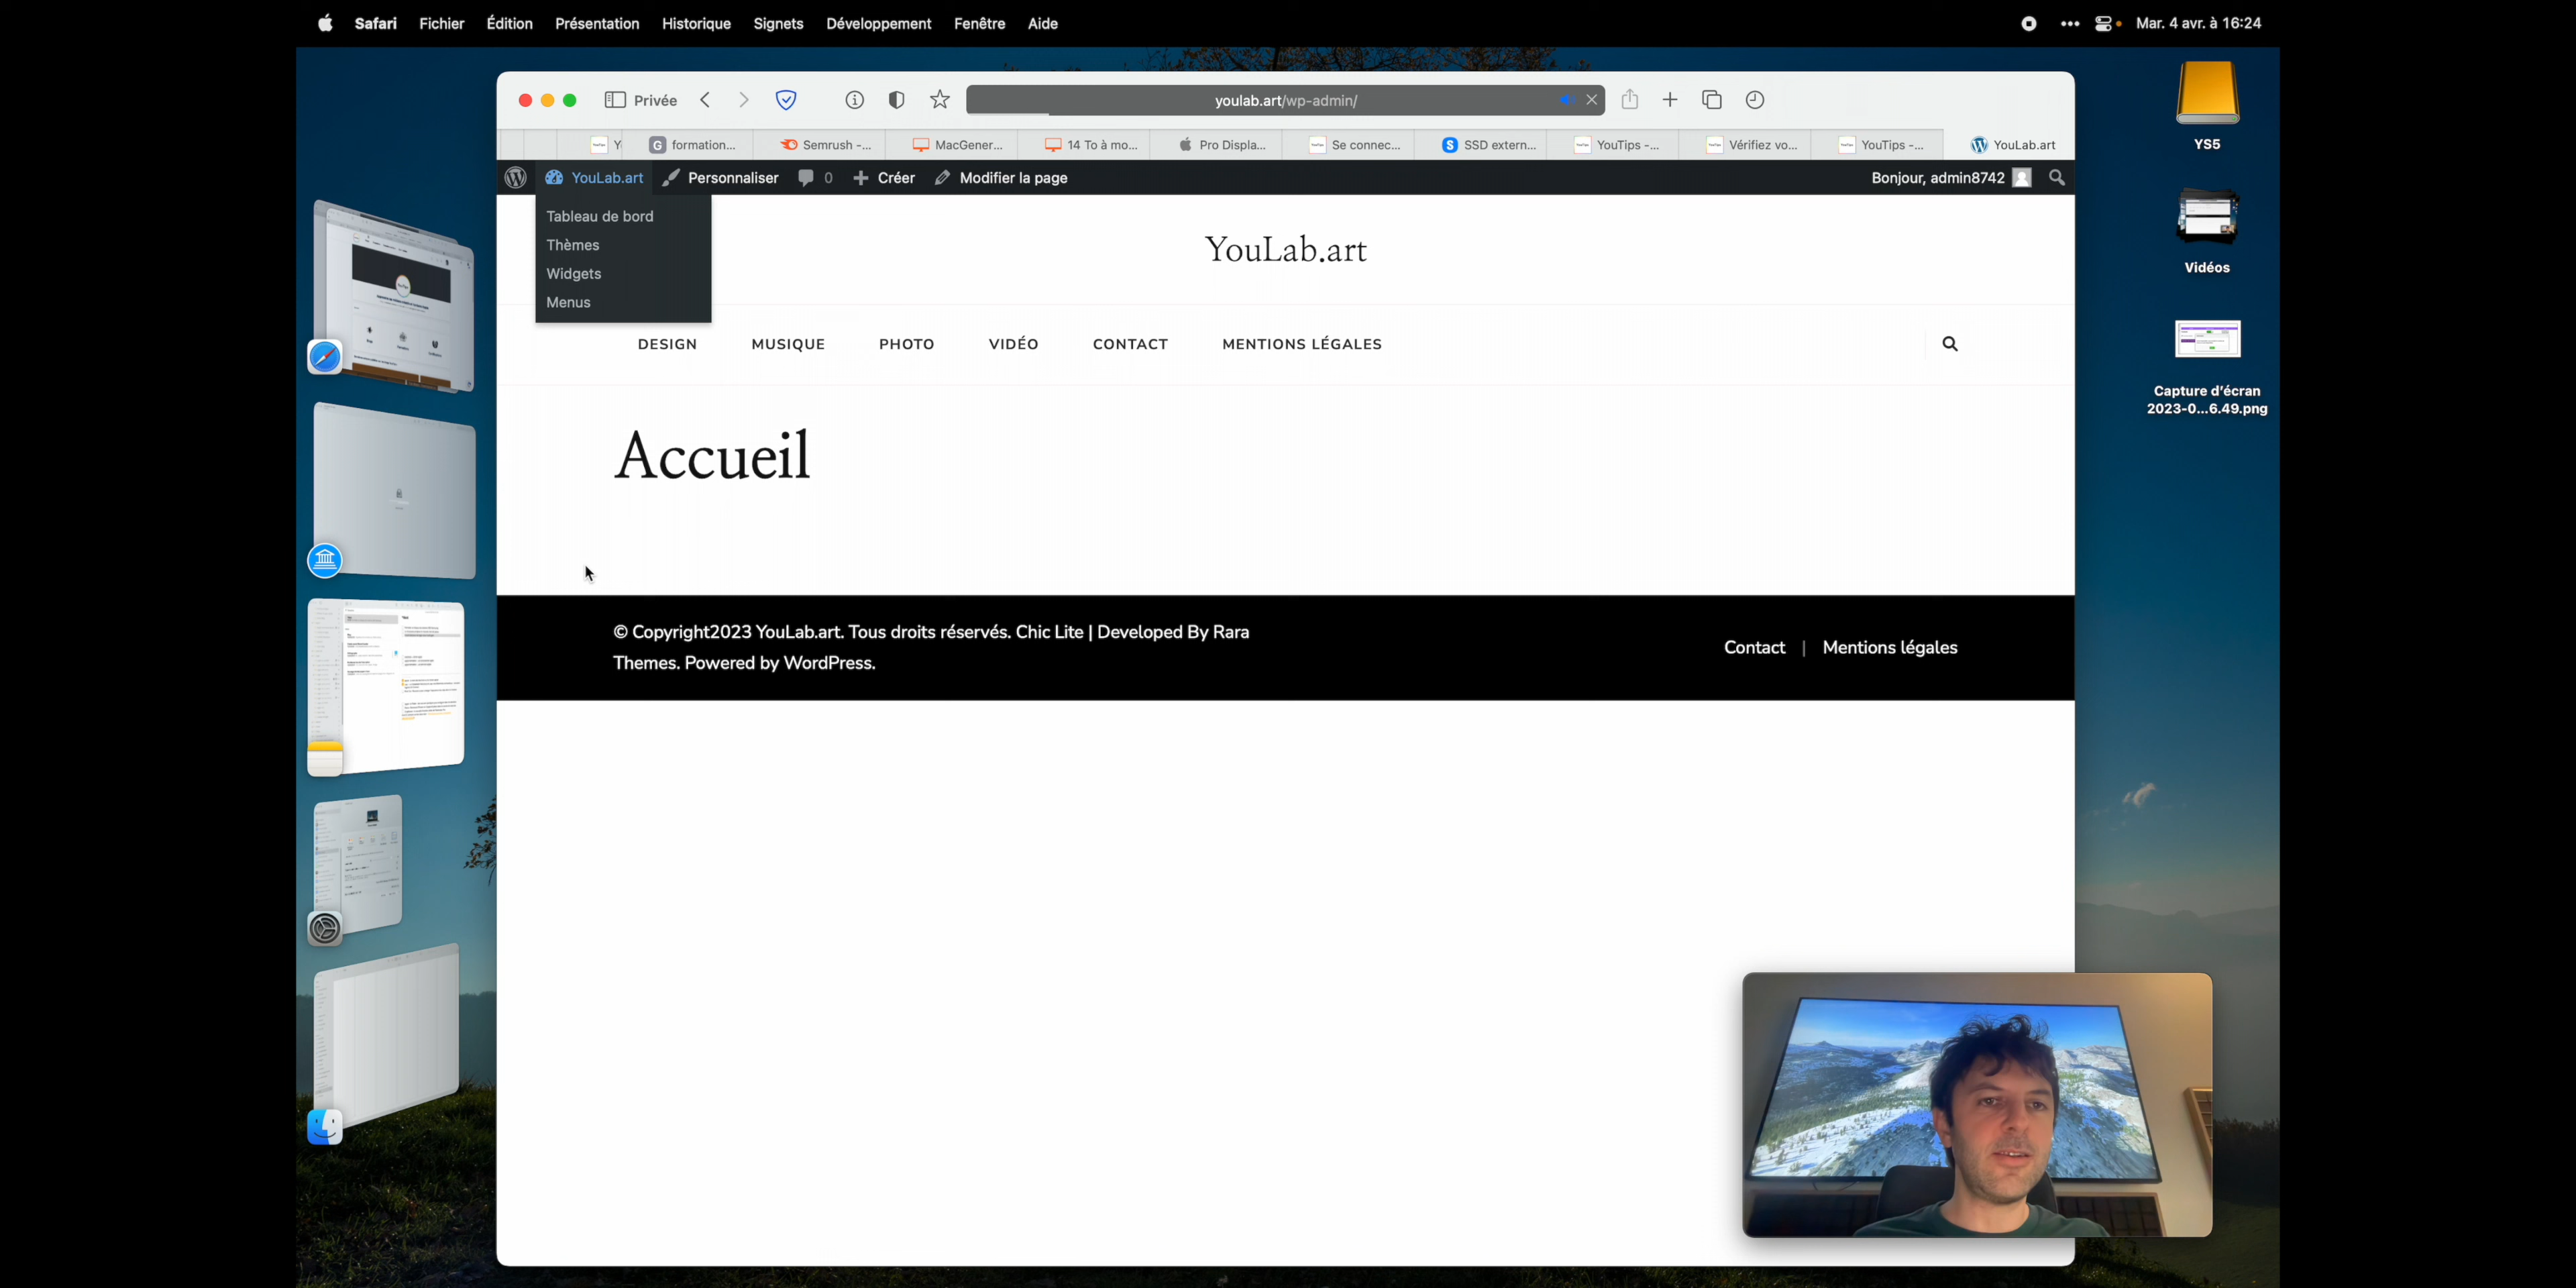 Safari Fichier Édition Présentation Historique Signets Développement Fenêtre Aide
Mar. 4 avr. à 16:24
Privée
youlab.art/wp-admin/
Y
G formation...
Semrush -...
MacGener...
14 To à mo...
Pro Displa...
Se connec...
S SSD extern...
YouTips -...
Vérifiez vo...
YouTips -...
YouLab.art
YouLab.art Personnaliser 0 Créer Modifier la page
Bonjour, admin8742
Tableau de bord
Thèmes
Widgets
Menus
YouLab.art
DESIGN MUSIQUE PHOTO VIDÉO CONTACT MENTIONS LÉGALES
Accueil
© Copyright2023 YouLab.art. Tous droits réservés. Chic Lite | Developed By Rara
Themes. Powered by WordPress.
Contact | Mentions légales
YS5
Vidéos
Capture d'écran
2023-0...6.49.png